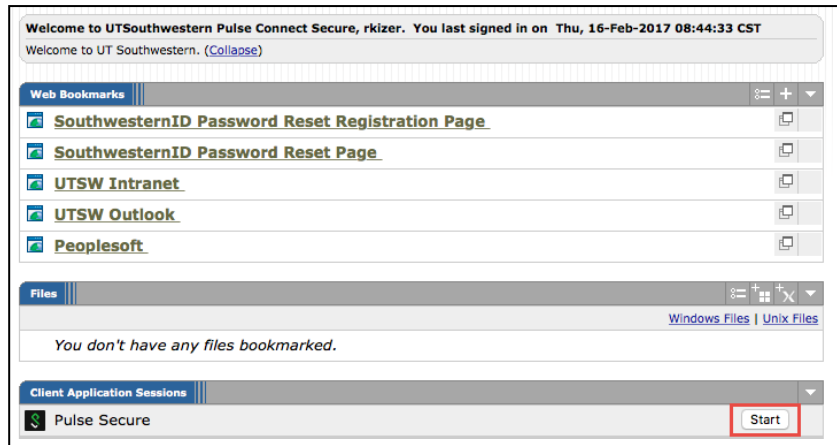 Welcome to UTSouthwestern Pulse Connect Secure, rkizer. You last signed in on Thu, 16-Feb-2017 08:44:33 CST
Welcome to UT Southwestern. (Collapse)
Web Bookmarks
SouthwesternID Password Reset Registration Page
SouthwesternID Password Reset Page
UTSW Intranet
UTSW Outlook
Peoplesoft
Files
Windows Files | Unix Files
You don't have any files bookmarked.
Client Application Sessions
Pulse Secure Start